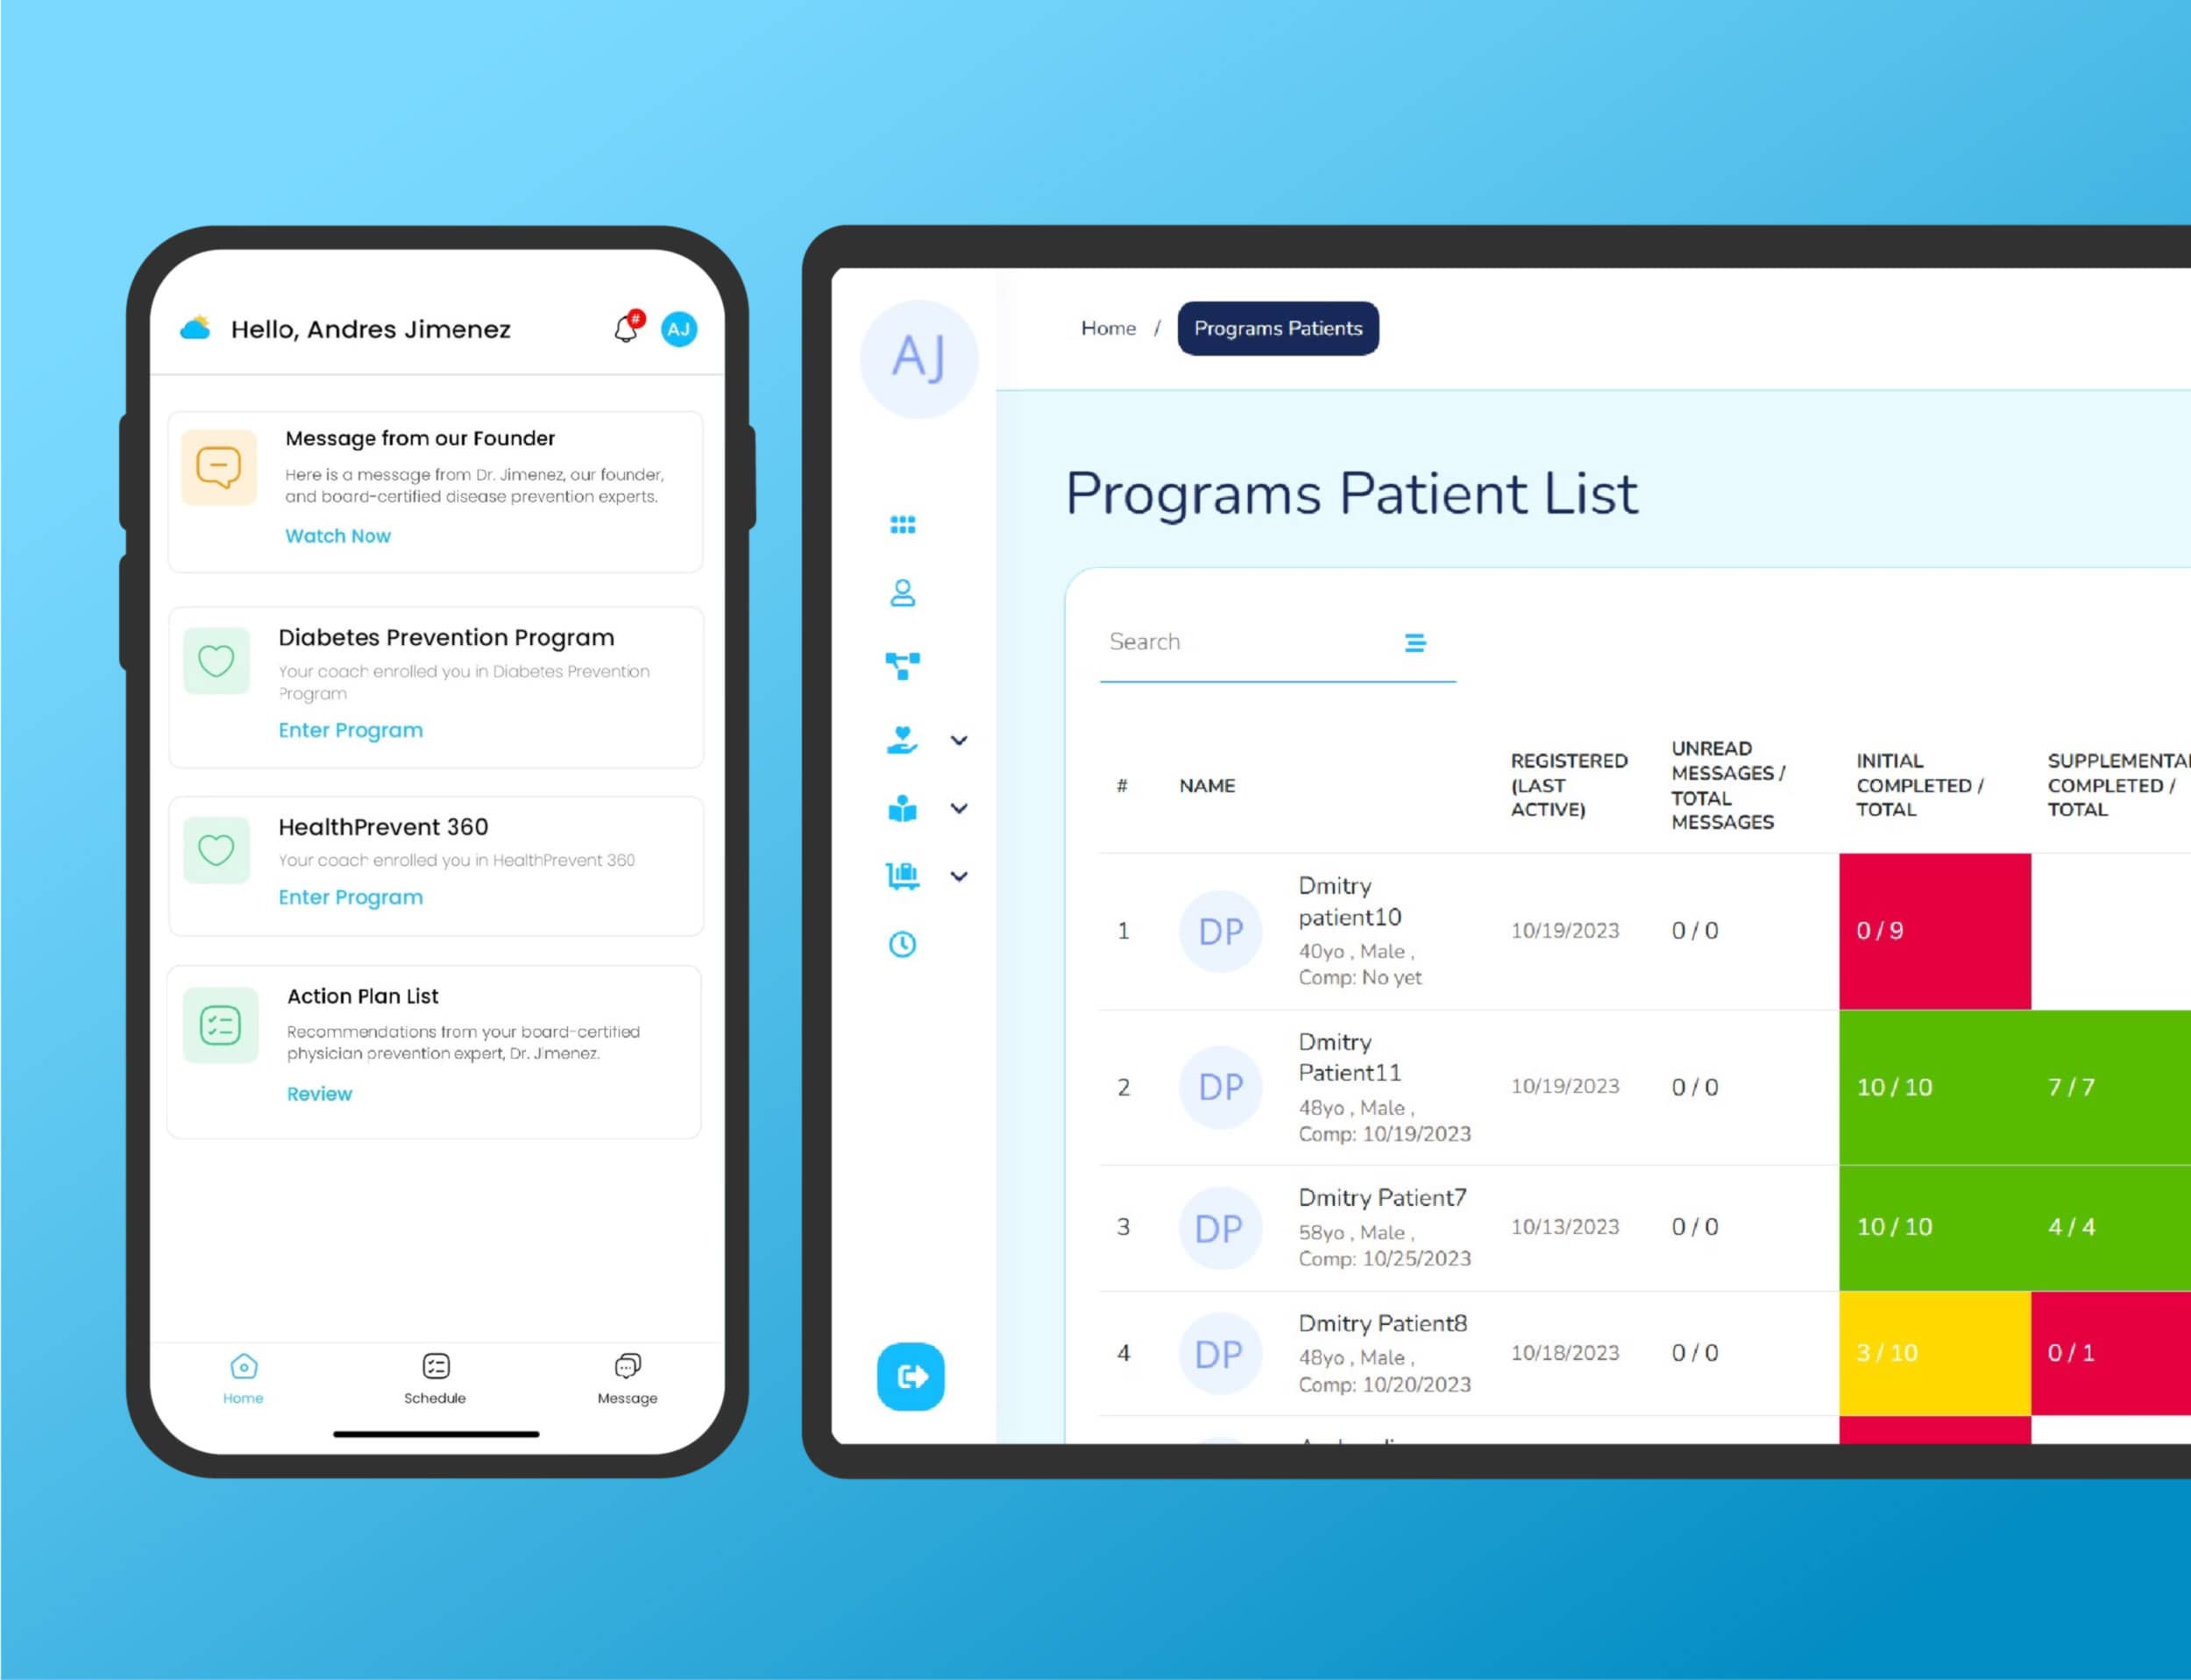 Hello, Andres Jimenez
#
AJ
Message from our Founder
Here is a message from Dr. Jimenez, our founder,
and board-certified disease prevention experts.
Watch Now
Diabetes Prevention Program
Your coach enrolled you in Diabetes Prevention
Program
Enter Program
HealthPrevent 360
Your coach enrolled you in HealthPrevent 360
Enter Program
Action Plan List
Recommendations from your board-certified
physician prevention expert, Dr. Jimenez.
Review
Home
Schedule
Message
AJ
Home / Programs Patients
Programs Patient List
Search
#
NAME
REGISTERED
(LAST
ACTIVE)
UNREAD
MESSAGES /
TOTAL
MESSAGES
INITIAL
COMPLETED /
TOTAL
SUPPLEMENTAL
COMPLETED /
TOTAL
1
DP
Dmitry
patient10
40yo , Male ,
Comp: No yet
10/19/2023
0 / 0
0 / 9
2
DP
Dmitry
Patient11
48yo , Male ,
Comp: 10/19/2023
10/19/2023
0 / 0
10 / 10
7 / 7
3
DP
Dmitry Patient7
58yo , Male ,
Comp: 10/25/2023
10/13/2023
0 / 0
10 / 10
4 / 4
4
DP
Dmitry Patient8
48yo , Male ,
Comp: 10/20/2023
10/18/2023
0 / 0
3 / 10
0 / 1